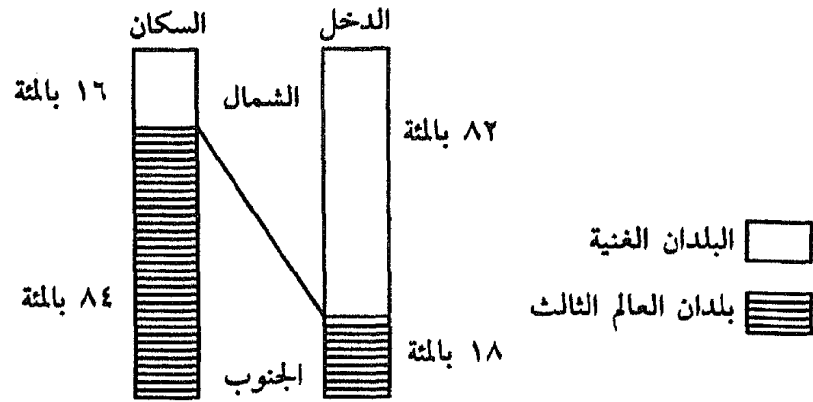 الدخل
السكان
الشمال
١٦ بالمئة
٨٢ بالمئة
البلدان الغنية
بلدان العالم الثالث
٨٤ بالمئة
١٨ بالمئة
الجنوب